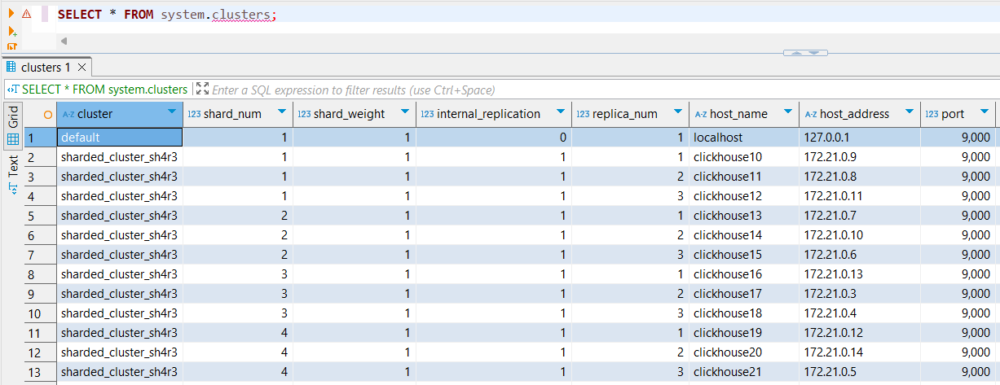 SELECT * FROM system.clusters;
clusters 1
SELECT * FROM system.clusters Enter a SQL expression to filter results (use Ctrl+Space)
Grid
Text
A-Z cluster 123 shard_num 123 shard_weight 123 internal_replication 123 replica_num A-Z host_name A-Z host_address 123 port
1 default 1 1 0 1 localhost 127.0.0.1 9,000
2 sharded_cluster_sh4r3 1 1 1 1 clickhouse10 172.21.0.9 9,000
3 sharded_cluster_sh4r3 1 1 1 2 clickhouse11 172.21.0.8 9,000
4 sharded_cluster_sh4r3 1 1 1 3 clickhouse12 172.21.0.11 9,000
5 sharded_cluster_sh4r3 2 1 1 1 clickhouse13 172.21.0.7 9,000
6 sharded_cluster_sh4r3 2 1 1 2 clickhouse14 172.21.0.10 9,000
7 sharded_cluster_sh4r3 2 1 1 3 clickhouse15 172.21.0.6 9,000
8 sharded_cluster_sh4r3 3 1 1 1 clickhouse16 172.21.0.13 9,000
9 sharded_cluster_sh4r3 3 1 1 2 clickhouse17 172.21.0.3 9,000
10 sharded_cluster_sh4r3 3 1 1 3 clickhouse18 172.21.0.4 9,000
11 sharded_cluster_sh4r3 4 1 1 1 clickhouse19 172.21.0.12 9,000
12 sharded_cluster_sh4r3 4 1 1 2 clickhouse20 172.21.0.14 9,000
13 sharded_cluster_sh4r3 4 1 1 3 clickhouse21 172.21.0.5 9,000